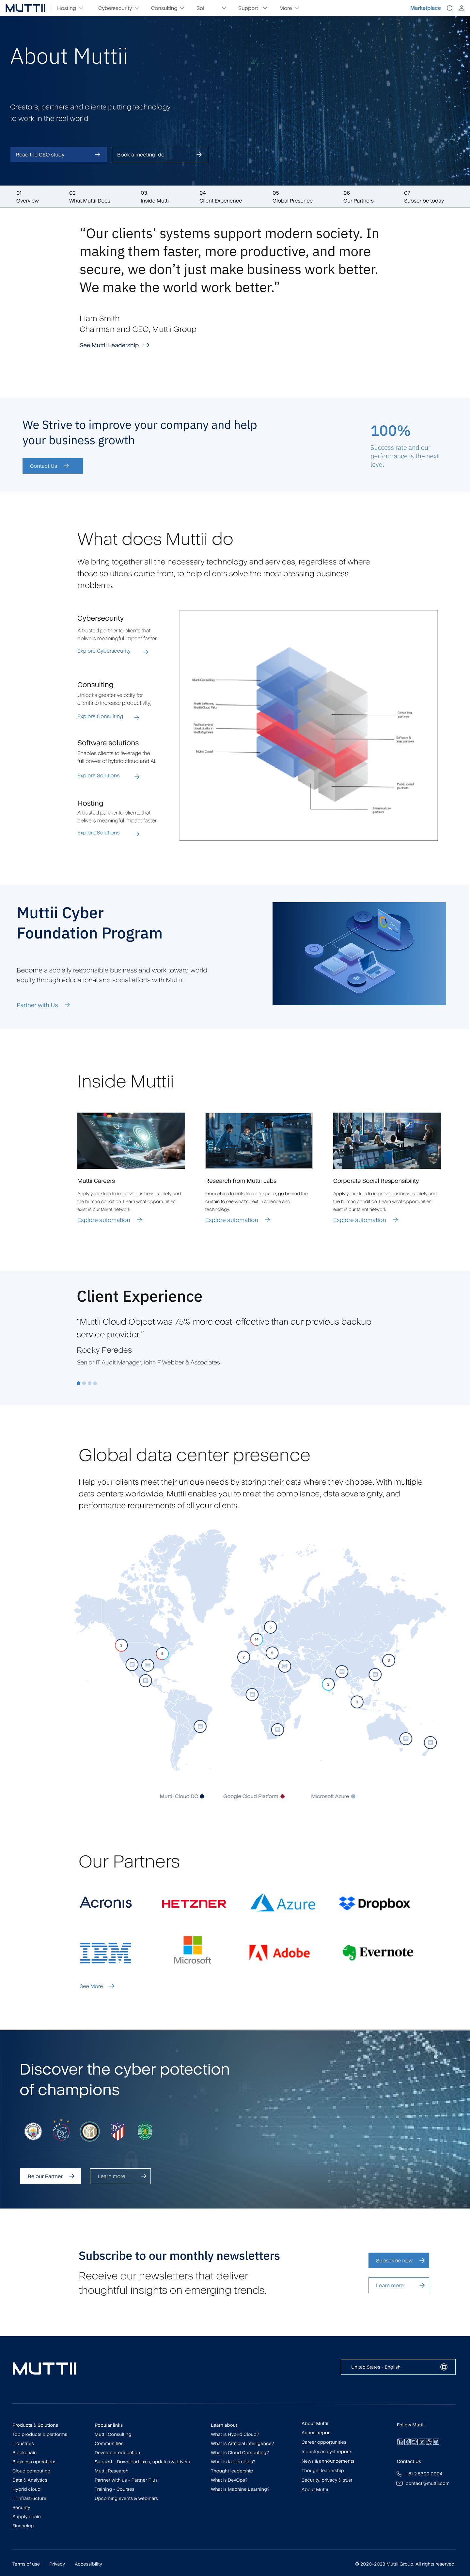 MUTTII
Hosting
Cybersecurity
Consulting
Sol
Support
More
Marketplace
About Muttii
Creators, partners and clients putting technology
to work in the real world
Read the CEO study
Book a meeting do
01
Overview
02
What Muttii Does
03
Inside Mutti
04
Client Experience
05
Global Presence
06
Our Partners
07
Subscribe today
“Our clients’ systems support modern society. In
making them faster, more productive, and more
secure, we don’t just make business work better.
We make the world work better.”
Liam Smith
Chairman and CEO, Muttii Group
See Muttii Leadership
We Strive to improve your company and help
your business growth
Contact Us
100%
Success rate and our
performance is the next
level
What does Muttii do
We bring together all the necessary technology and services, regardless of where
those solutions come from, to help clients solve the most pressing business
problems.
Cybersecurity
A trusted partner to clients that
delivers meaningful impact faster.
Explore Cybersecurity
Consulting
Unlocks greater velocity for
clients to increase productivity,
Explore Consulting
Software solutions
Enables clients to leverage the
full power of hybrid cloud and AI.
Explore Solutions
Hosting
A trusted partner to clients that
delivers meaningful impact faster.
Explore Solutions
Muttii Consulting
Muttii Cloud
Consulting
partners
Public cloud
partners
Infrastructure
partners
Muttii Cyber
Foundation Program
Become a socially responsible business and work toward world
equity through educational and social efforts with Muttii!
Partner with Us
Inside Muttii
Muttii Careers
Apply your skills to improve business, society and
the human condition. Learn what opportunities
exist in our talent network.
Explore automation
Research from Muttii Labs
From chips to bots to outer space, go behind the
curtain to see what's next in science and
technology.
Explore automation
Corporate Social Responsibility
Apply your skills to improve business, society and
the human condition. Learn what opportunities
exist in our talent network.
Explore automation
Client Experience
“Muttii Cloud Object was 75% more cost-effective than our previous backup
service provider.”
Rocky Peredes
Senior IT Audit Manager, John F Webber & Associates
Global data center presence
Help your clients meet their unique needs by storing their data where they choose. With multiple
data centers worldwide, Muttii enables you to meet the compliance, data sovereignty, and
performance requirements of all your clients.
14
Muttii Cloud DC
Google Cloud Platform
Microsoft Azure
Our Partners
Acronis
HETZNER
Azure
Dropbox
IBM
Microsoft
Adobe
Evernote
See More
Discover the cyber potection
of champions
Be our Partner
Learn more
Subscribe to our monthly newsletters
Receive our newsletters that deliver
thoughtful insights on emerging trends.
Subscribe now
Learn more
MUTTII
United States - English
Products & Solutions
Top products & platforms
Industries
Blockchain
Business operations
Cloud computing
Data & Analytics
Hybrid cloud
IT infrastructure
Security
Supply chain
Financing
Popular links
Muttii Consulting
Communities
Developer education
Support - Download fixes, updates & drivers
Muttii Research
Partner with us - Partner Plus
Training - Courses
Upcoming events & webinars
Learn about
What is Hybrid Cloud?
What is Artificial intelligence?
What is Cloud Computing?
What is Kubernetes?
Thought leadership
What is DevOps?
What is Machine Learning?
About Muttii
Annual report
Career opportunities
Industry analyst reports
News & announcements
Thought leadership
Security, privacy & trust
About Muttii
Follow Muttii
Contact Us
+61 2 5300 0004
contact@muttii.com
Terms of use
Privacy
Accessibility
© 2020-2023 Muttii Group. All rights reserved.